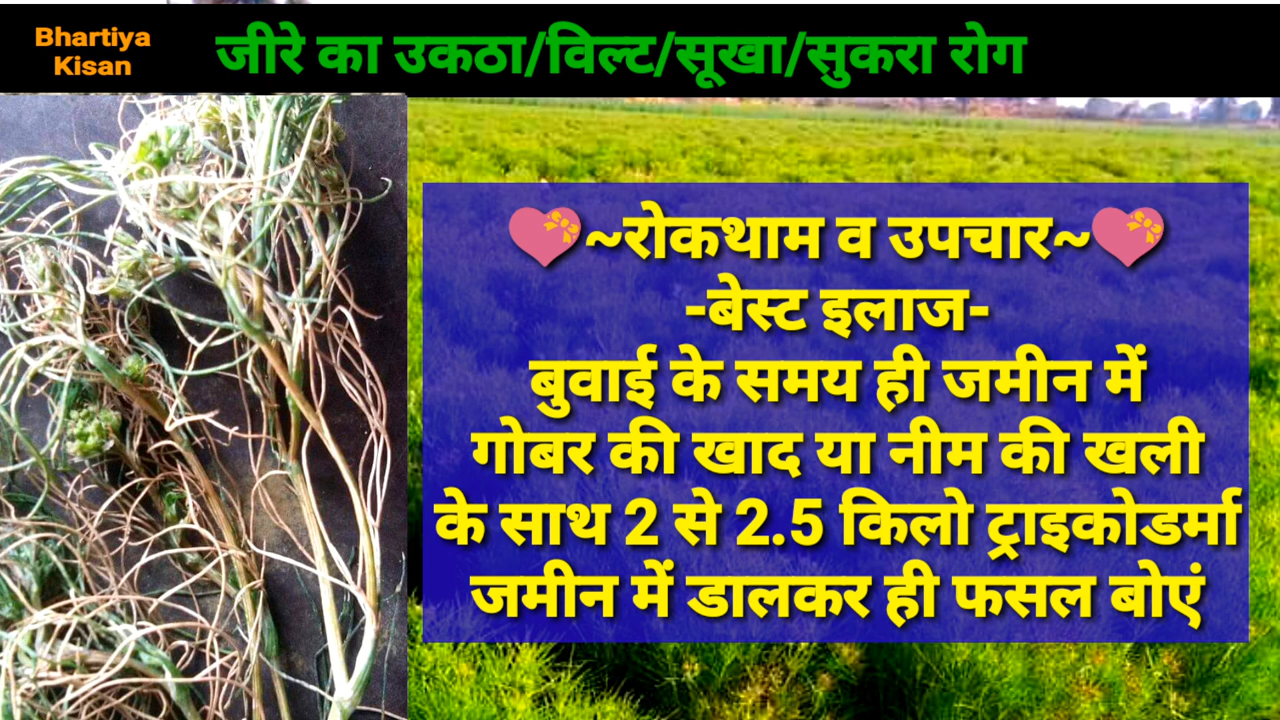 Bhartiya
Kisan
जीरे का उकठा/विल्ट/सूखा/सुकरा रोग
~रोकथाम व उपचार~
-बेस्ट इलाज-
बुवाई के समय ही जमीन में
गोबर की खाद या नीम की खली
के साथ 2 से 2.5 किलो ट्राइकोडर्मा
जमीन में डालकर ही फसल बोएं